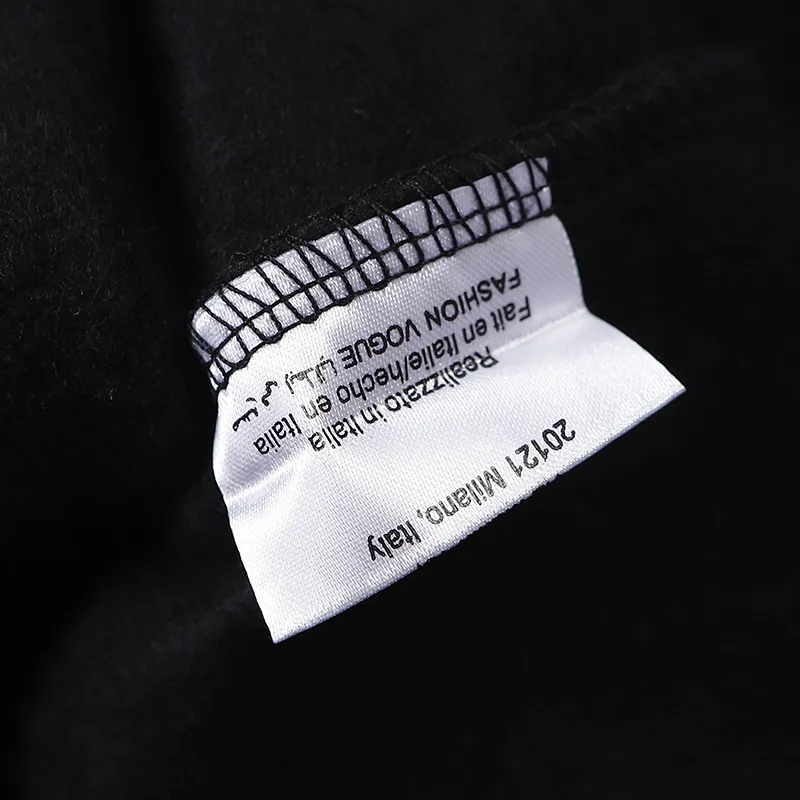 20121 Milano, Italy
Realizzato in Italia
Fait en Italie/hecho en Italia
FASHION VOGUE